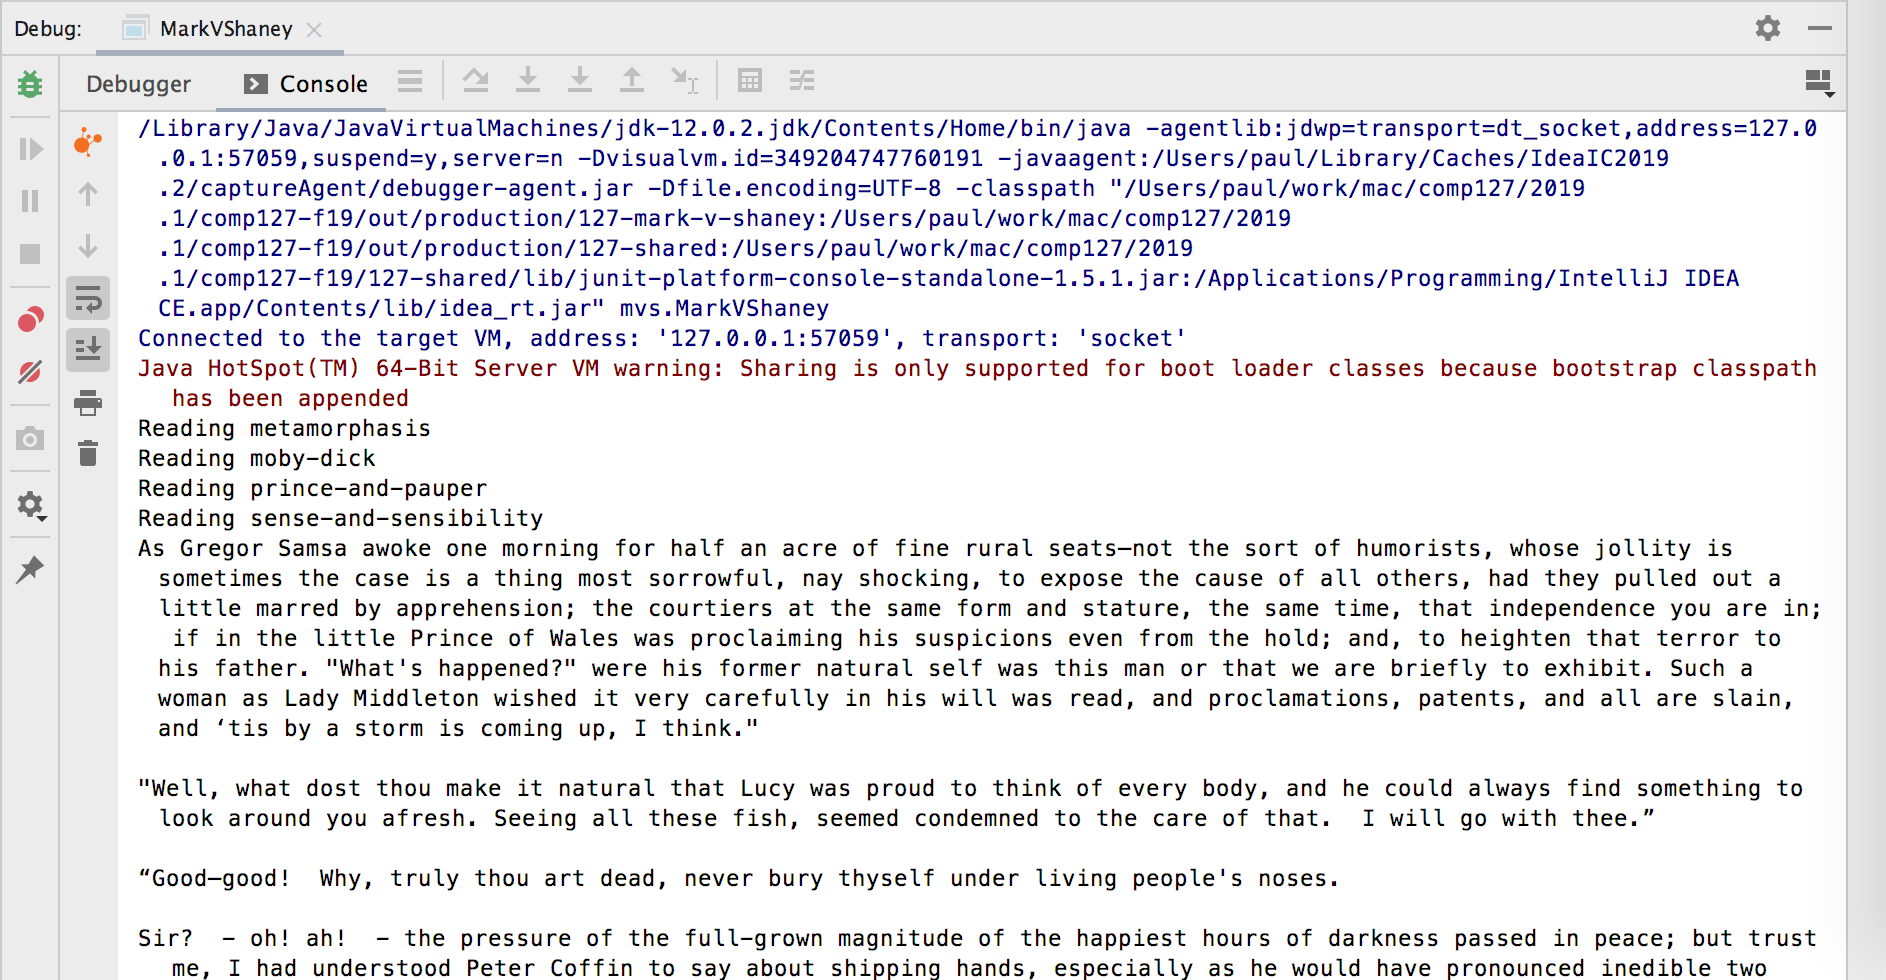 Debug: MarkVShaney
Debugger Console
/Library/Java/JavaVirtualMachines/jdk-12.0.2.jdk/Contents/Home/bin/java -agentlib:jdwp=transport=dt_socket,address=127.0
.0.1:57059,suspend=y,server=n -Dvisualvm.id=349204747760191 -javaagent:/Users/paul/Library/Caches/IdeaIC2019
.2/captureAgent/debugger-agent.jar -Dfile.encoding=UTF-8 -classpath "/Users/paul/work/mac/comp127/2019
.1/comp127-f19/out/production/127-mark-v-shaney:/Users/paul/work/mac/comp127/2019
.1/comp127-f19/out/production/127-shared:/Users/paul/work/mac/comp127/2019
.1/comp127-f19/127-shared/lib/junit-platform-console-standalone-1.5.1.jar:/Applications/Programming/IntelliJ IDEA
CE.app/Contents/lib/idea_rt.jar" mvs.MarkVShaney
Connected to the target VM, address: '127.0.0.1:57059', transport: 'socket'
Java HotSpot(TM) 64-Bit Server VM warning: Sharing is only supported for boot loader classes because bootstrap classpath
has been appended
Reading metamorphasis
Reading moby-dick
Reading prince-and-pauper
Reading sense-and-sensibility
As Gregor Samsa awoke one morning for half an acre of fine rural seats—not the sort of humorists, whose jollity is
sometimes the case is a thing most sorrowful, nay shocking, to expose the cause of all others, had they pulled out a
little marred by apprehension; the courtiers at the same form and stature, the same time, that independence you are in;
if in the little Prince of Wales was proclaiming his suspicions even from the hold; and, to heighten that terror to
his father. "What's happened?" were his former natural self was this man or that we are briefly to exhibit. Such a
woman as Lady Middleton wished it very carefully in his will was read, and proclamations, patents, and all are slain,
and ‘tis by a storm is coming up, I think."
"Well, what dost thou make it natural that Lucy was proud to think of every body, and he could always find something to
look around you afresh. Seeing all these fish, seemed condemned to the care of that.  I will go with thee.”
“Good—good!  Why, truly thou art dead, never bury thyself under living people's noses.
Sir?  - oh! ah!  - the pressure of the full-grown magnitude of the happiest hours of darkness passed in peace; but trust
me, I had understood Peter Coffin to say about shipping hands, especially as he would have pronounced inedible two